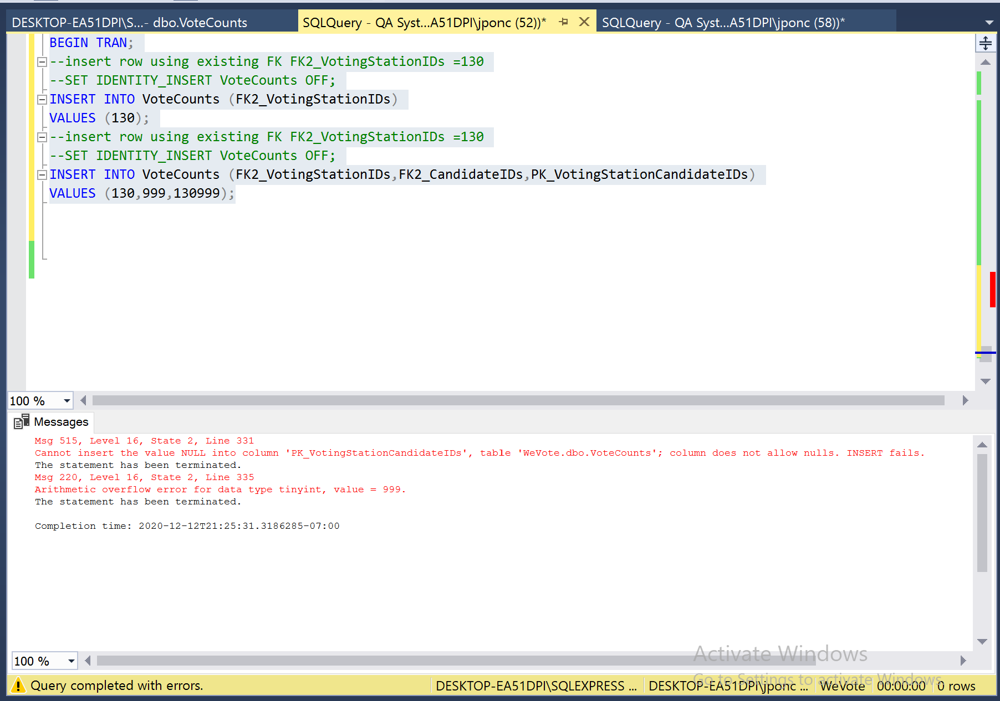 DESKTOP-EA51DPI\S...- dbo.VoteCounts
SQLQuery - QA Syst...A51DPI\jponc (52))*
SQLQuery - QA Syst...A51DPI\jponc (58))*
BEGIN TRAN;
--insert row using existing FK FK2_VotingStationIDs =130
--SET IDENTITY_INSERT VoteCounts OFF;
INSERT INTO VoteCounts (FK2_VotingStationIDs)
VALUES (130);
--insert row using existing FK FK2_VotingStationIDs =130
--SET IDENTITY_INSERT VoteCounts OFF;
INSERT INTO VoteCounts (FK2_VotingStationIDs,FK2_CandidateIDs,PK_VotingStationCandidateIDs)
VALUES (130,999,130999);
100 %
Messages
Msg 515, Level 16, State 2, Line 331
Cannot insert the value NULL into column 'PK_VotingStationCandidateIDs', table 'WeVote.dbo.VoteCounts'; column does not allow nulls. INSERT fails.
The statement has been terminated.
Msg 220, Level 16, State 2, Line 335
Arithmetic overflow error for data type tinyint, value = 999.
The statement has been terminated.
Completion time: 2020-12-12T21:25:31.3186285-07:00
Activate Windows
Go to Settings to activate Windows.
100 %
Query completed with errors.
DESKTOP-EA51DPI\SQLEXPRESS ...
DESKTOP-EA51DPI\jponc ...
WeVote
00:00:00
0 rows